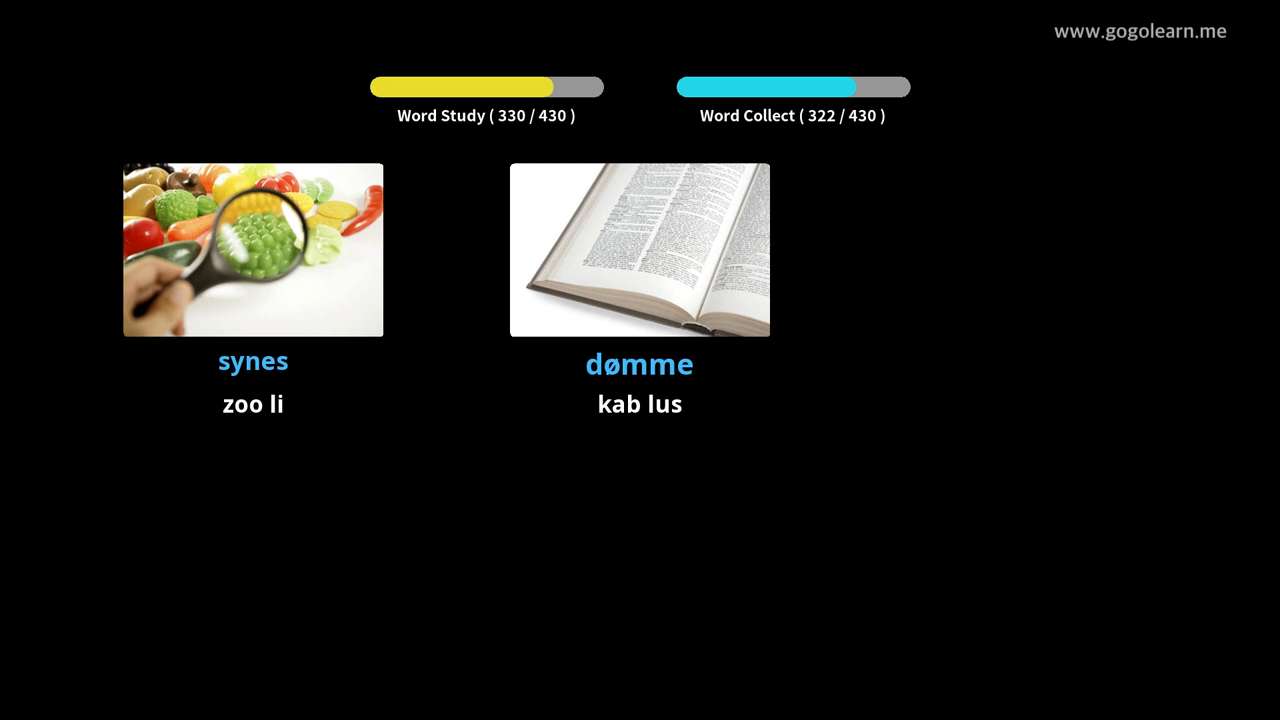 www.gogolearn.me
Word Study ( 330 / 430 )
Word Collect ( 322 / 430 )
synes
zoo li
dømme
kab lus